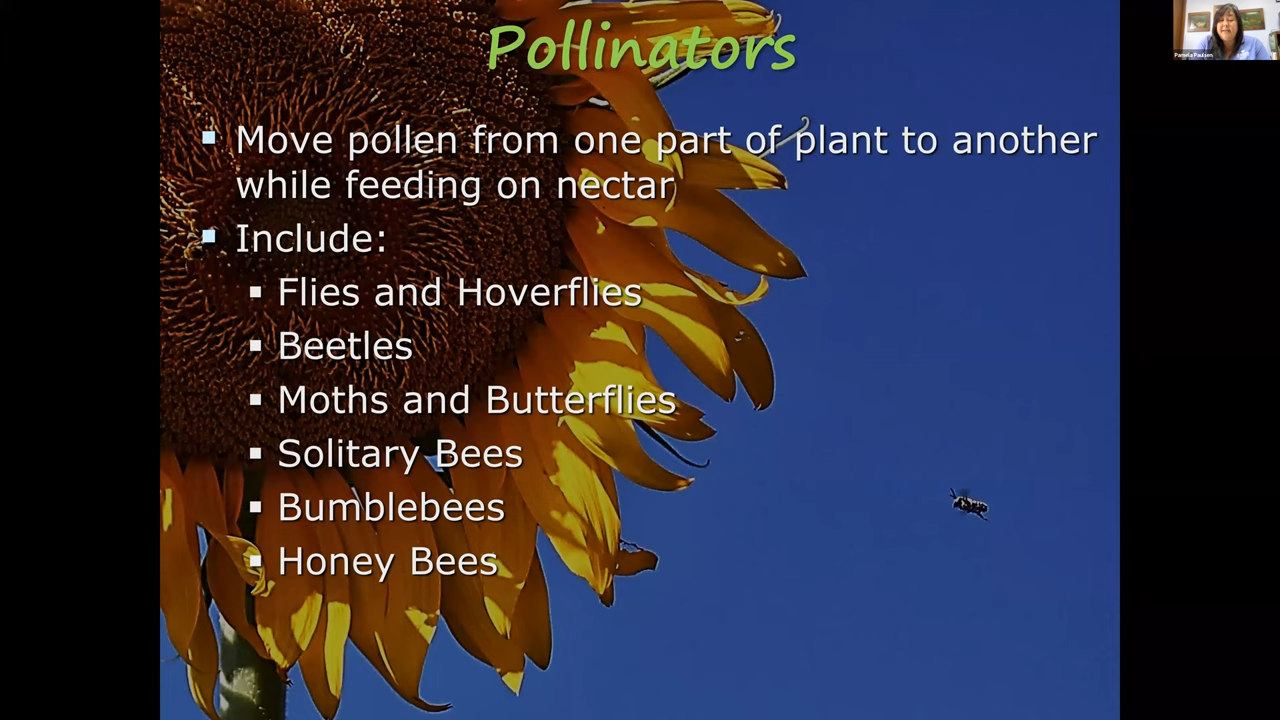 Pollinators
Move pollen from one part of plant to another
while feeding on nectar
Include:
Flies and Hoverflies
Beetles
Moths and Butterflies
Solitary Bees
Bumblebees
Honey Bees
Pamela